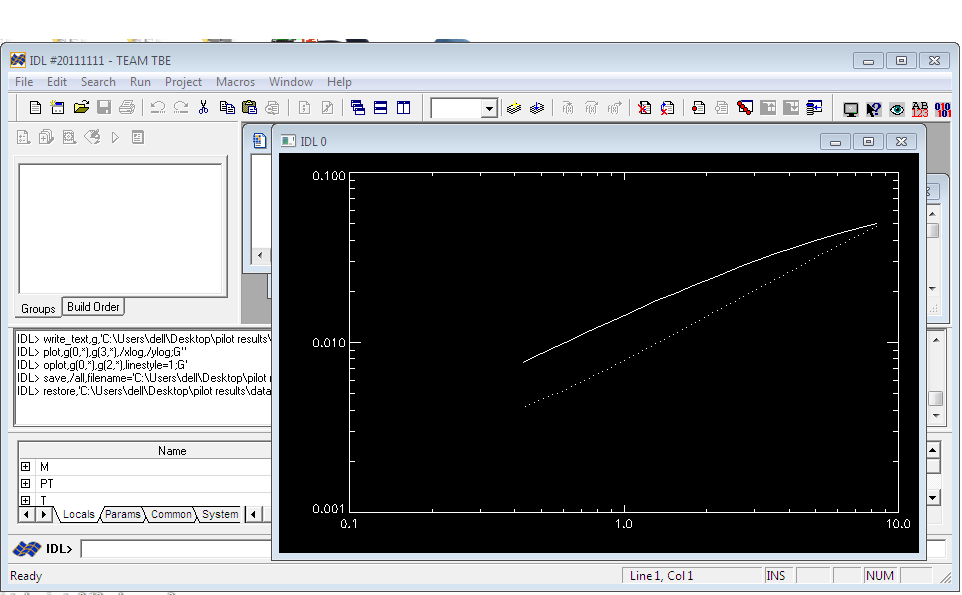 IDL #20111111 - TEAM TBE
File Edit Search Run Project Macros Window Help
IDL 0
0.100
0.010
0.001
0.1 1.0 10.0
Groups Build Order
IDL> write_text,g,'C:\Users\dell\Desktop\pilot results\
IDL> plot,g(0,*),g(3,*),/xlog,/ylog;G''
IDL> oplot,g(0,*),g(2,*),linestyle=1;G'
IDL> save,/all,filename='C:\Users\dell\Desktop\pilot r
IDL> restore,'C:\Users\dell\Desktop\pilot results\data
Name
M
PT
T
Locals Params Common System
IDL>
Ready Line 1, Col 1 INS NUM